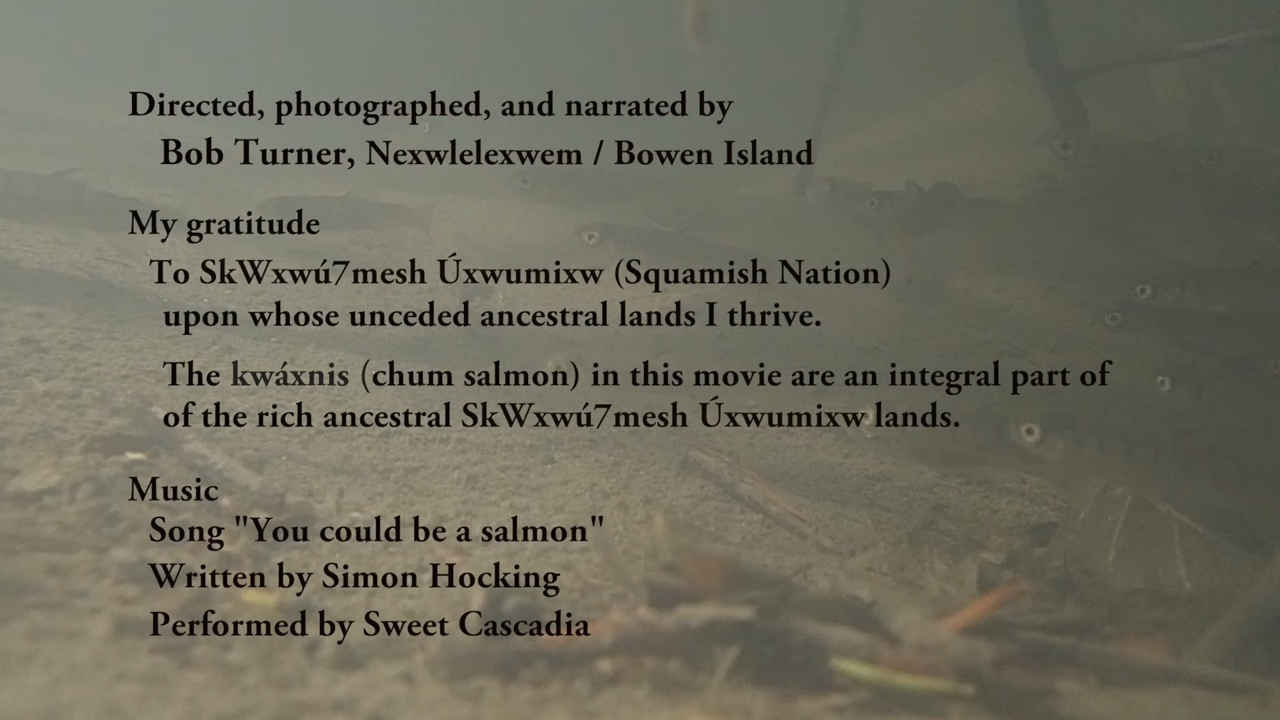 Directed, photographed, and narrated by
Bob Turner, Nexwlelexwem / Bowen Island
My gratitude
To SkWxwú7mesh Úxwumixw (Squamish Nation)
upon whose unceded ancestral lands I thrive.
The kwáxnis (chum salmon) in this movie are an integral part of
of the rich ancestral SkWxwú7mesh Úxwumixw lands.
Music
Song "You could be a salmon"
Written by Simon Hocking
Performed by Sweet Cascadia